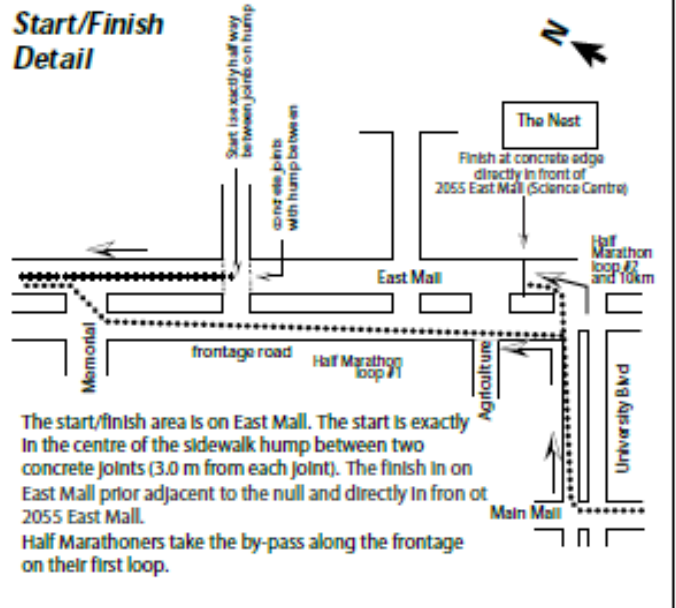 Start/Finish
Detail
Start is exactly half way
between joints on hump
concrete joints
with hump between
N
The Nest
Finish at concrete edge
directly in front of
2055 East Mall (Science Centre)
Half
Marathon
loop #2
and 10km
East Mall
Memorial
frontage road
Half Marathon
loop #1
Agriculture
University Blvd
Main Mall
The start/finish area is on East Mall. The start is exactly
in the centre of the sidewalk hump between two
concrete joints (3.0 m from each joint). The finish in on
East Mall prior adjacent to the null and directly in fron ot
2055 East Mall.
Half Marathoners take the by-pass along the frontage
on their first loop.